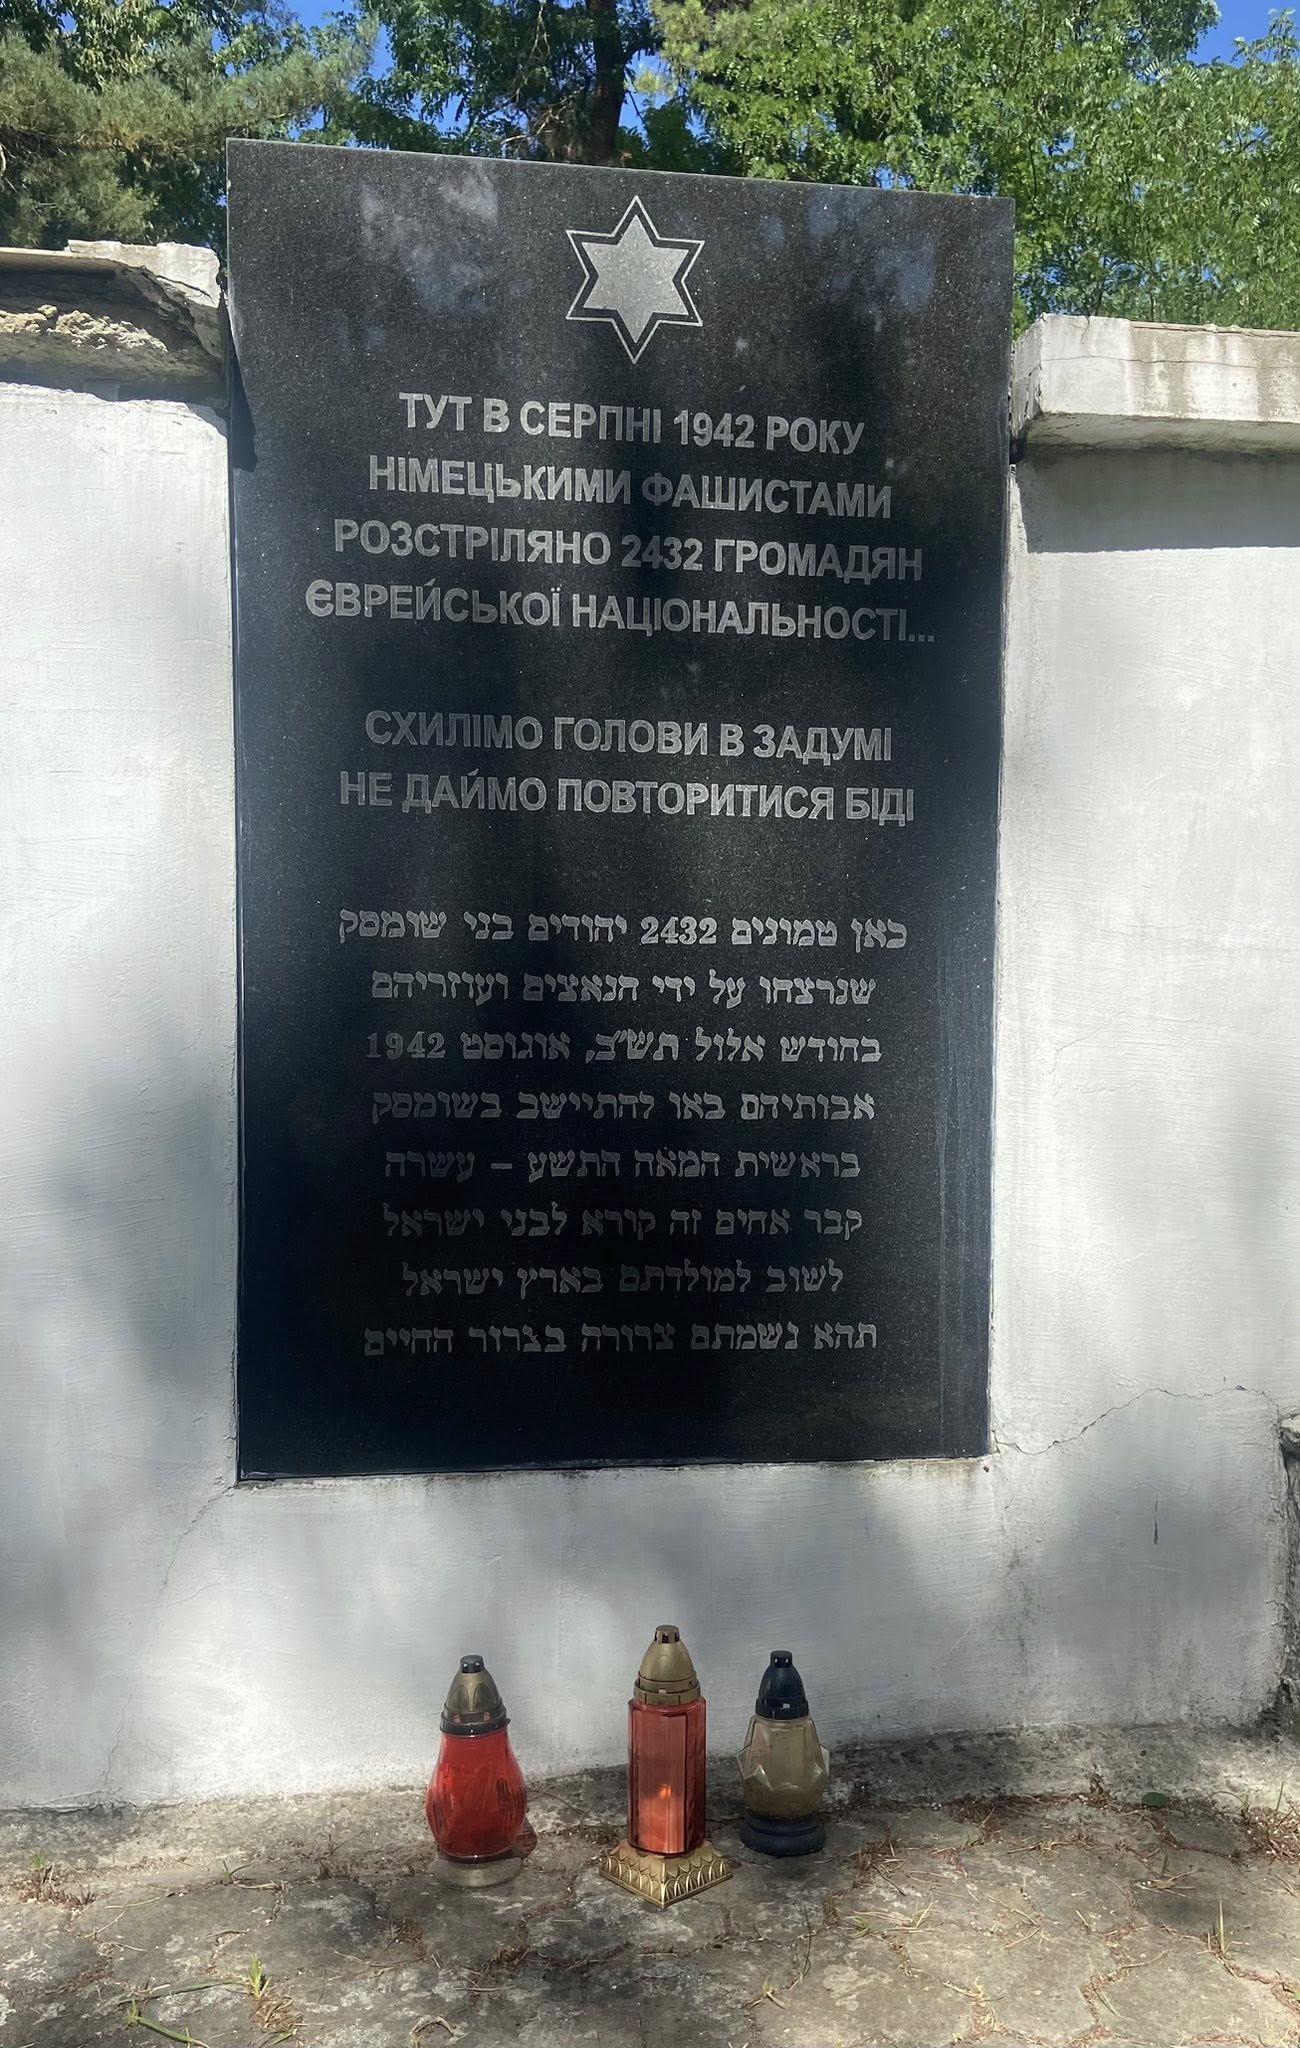 ТУТ В СЕРПНІ 1942 РОКУ
НІМЕЦЬКИМИ ФАШИСТАМИ
РОЗСТРІЛЯНО 2432 ГРОМАДЯН
ЄВРЕЙСЬКОЇ НАЦІОНАЛЬНОСТІ...
СХИЛІМО ГОЛОВИ В ЗАДУМІ
НЕ ДАЙМО ПОВТОРИТИСЯ БІДІ
כאן טמונים 2432 יהודים בני שומסק
שנרצחו על ידי הנאצים ועוזריהם
בחודש אלול תש״ב, אוגוסט 1942
אבותיהם באו להתיישב בשומסק
בראשית המאה התשע – עשרה
קבר אחים זה קורא לבני ישראל
לשוב למולדתם בארץ ישראל
תהא נשמתם צרורה בצרור החיים